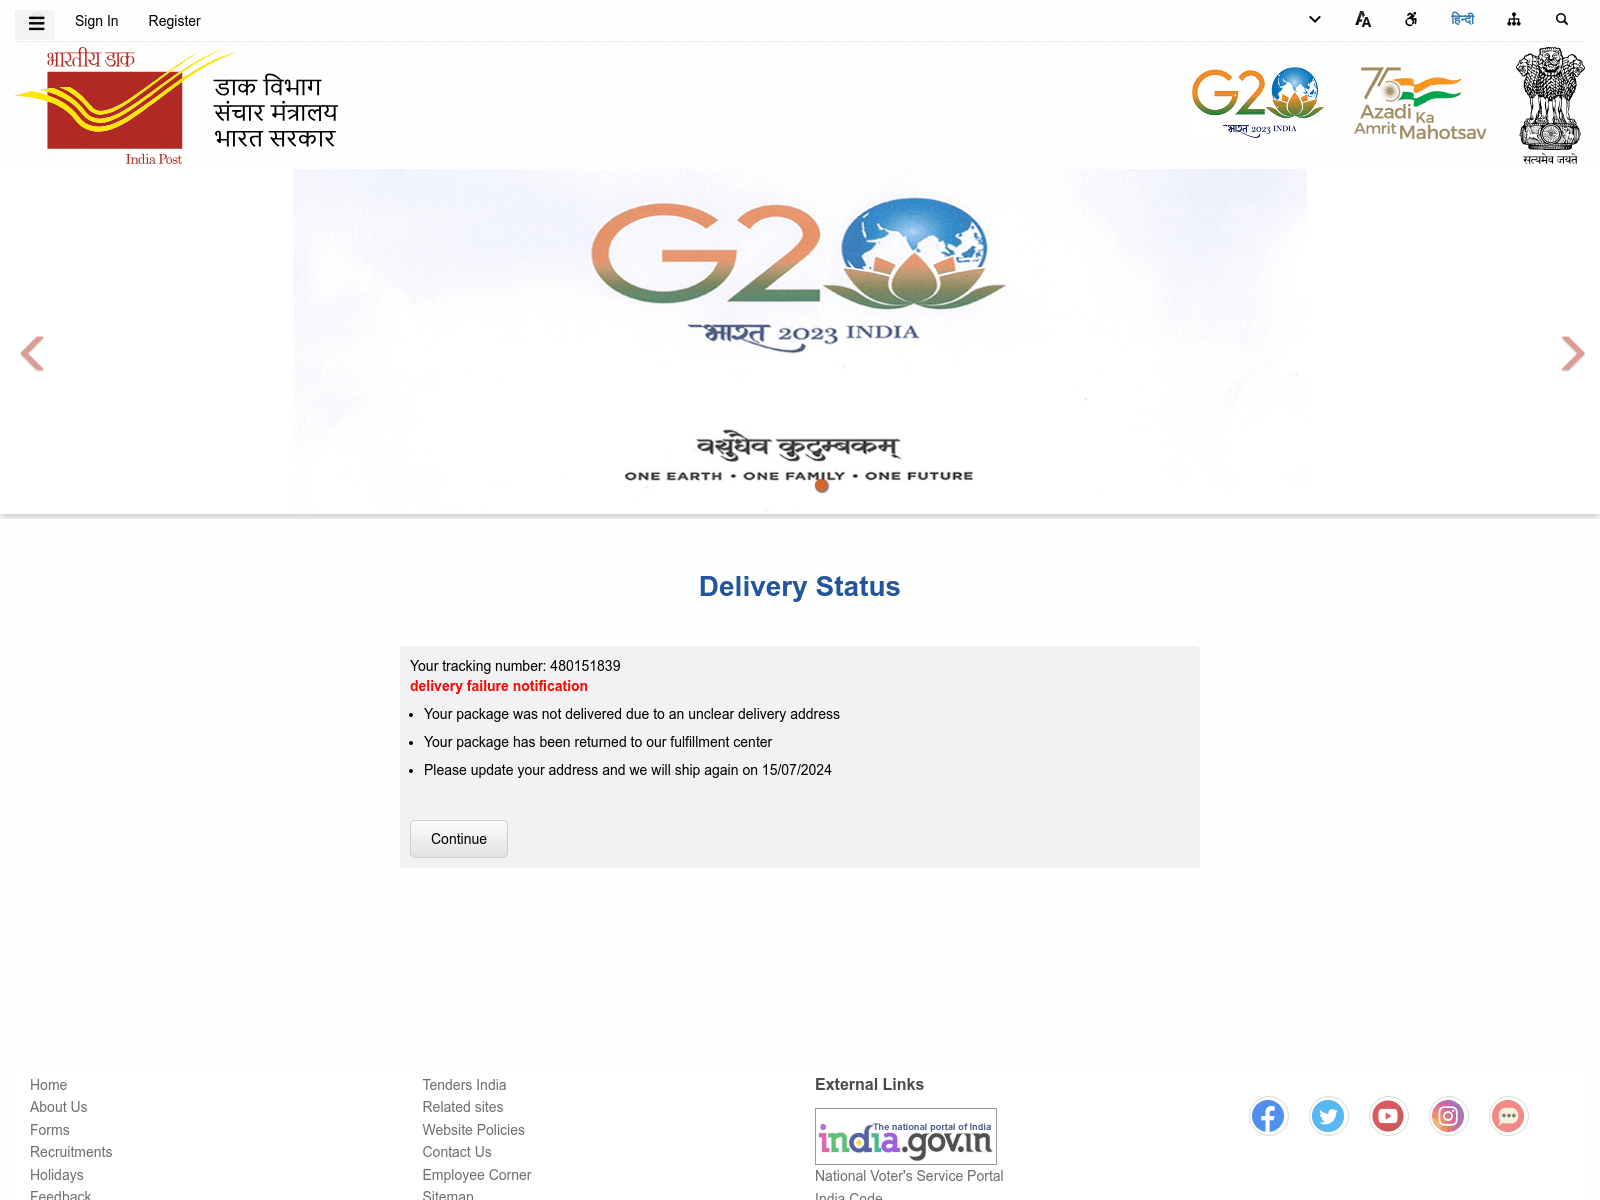 Sign In Register हिन्दी
भारतीय डाक
India Post
डाक विभाग
संचार मंत्रालय
भारत सरकार
G20
भारत 2023 INDIA
75
Azadi Ka
Amrit Mahotsav
सत्यमेव जयते
G20
भारत 2023 INDIA
वसुधैव कुटुम्बकम्
ONE EARTH • ONE FAMILY • ONE FUTURE
Delivery Status
Your tracking number: 480151839
delivery failure notification
• Your package was not delivered due to an unclear delivery address
• Your package has been returned to our fulfillment center
• Please update your address and we will ship again on 15/07/2024
Continue
Home
About Us
Forms
Recruitments
Holidays
Feedback
Tenders India
Related sites
Website Policies
Contact Us
Employee Corner
Sitemap
External Links
The national portal of India
india.gov.in
National Voter's Service Portal
India Code